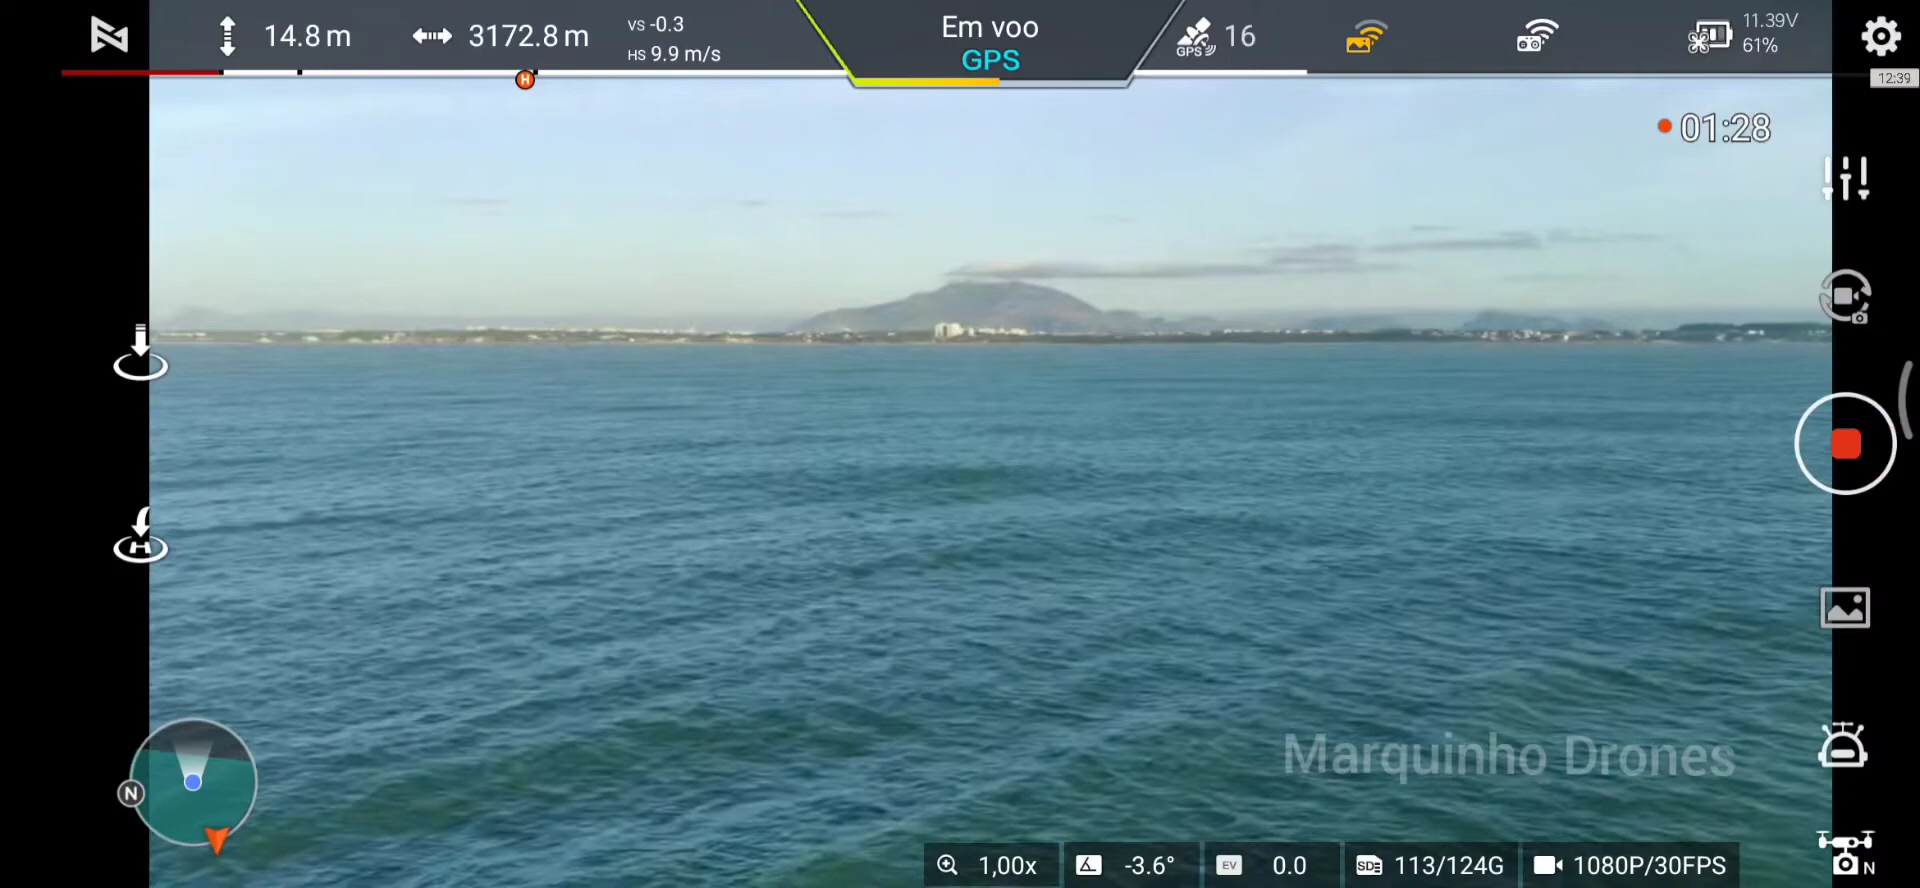 14.8 m
3172.8 m
VS -0.3
HS 9.9 m/s
Em voo
GPS
GPS
16
11.39V
61%
12:39
H
01:28
H
N
Marquinho Drones
1,00x
-3.6°
EV
0.0
SD
113/124G
1080P/30FPS
N